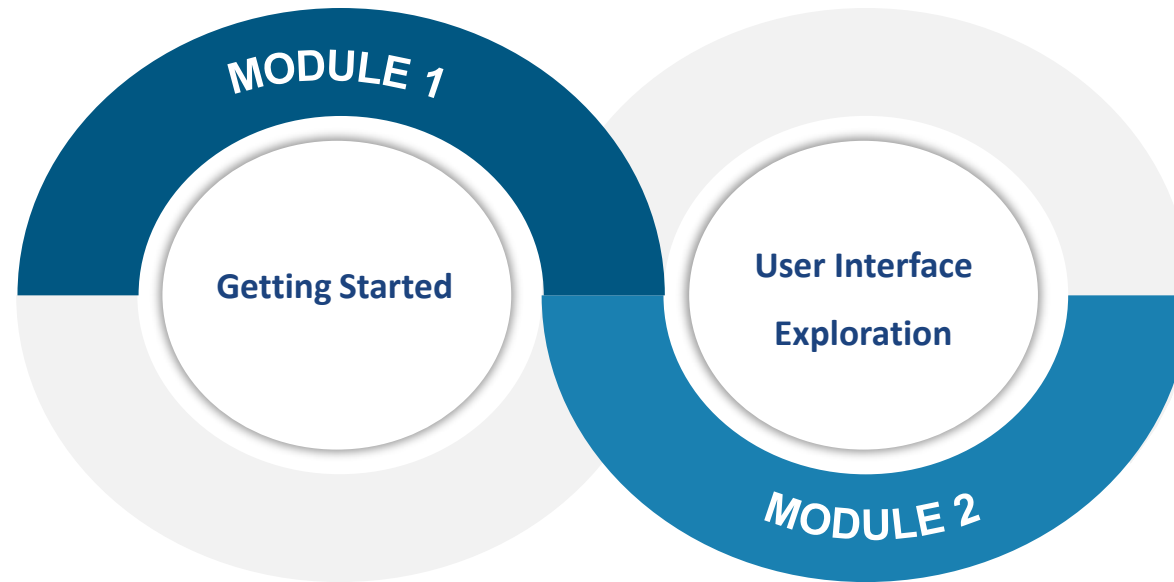 MODULE 1
Getting Started
User Interface
Exploration
MODULE 2